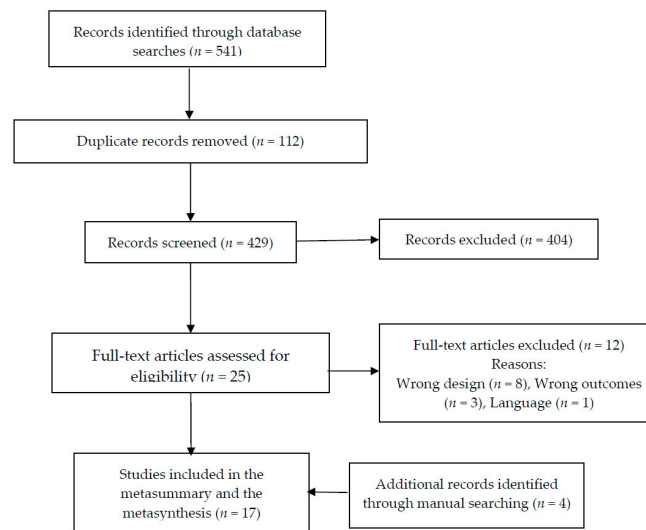 Records identified through database
searches (n = 541)
Duplicate records removed (n = 112)
Records screened (n = 429)
Records excluded (n = 404)
Full-text articles assessed for
eligibility (n = 25)
Full-text articles excluded (n = 12)
Reasons:
Wrong design (n = 8), Wrong outcomes
(n = 3), Language (n = 1)
Studies included in the
metasummary and the
metasynthesis (n = 17)
Additional records identified
through manual searching (n = 4)